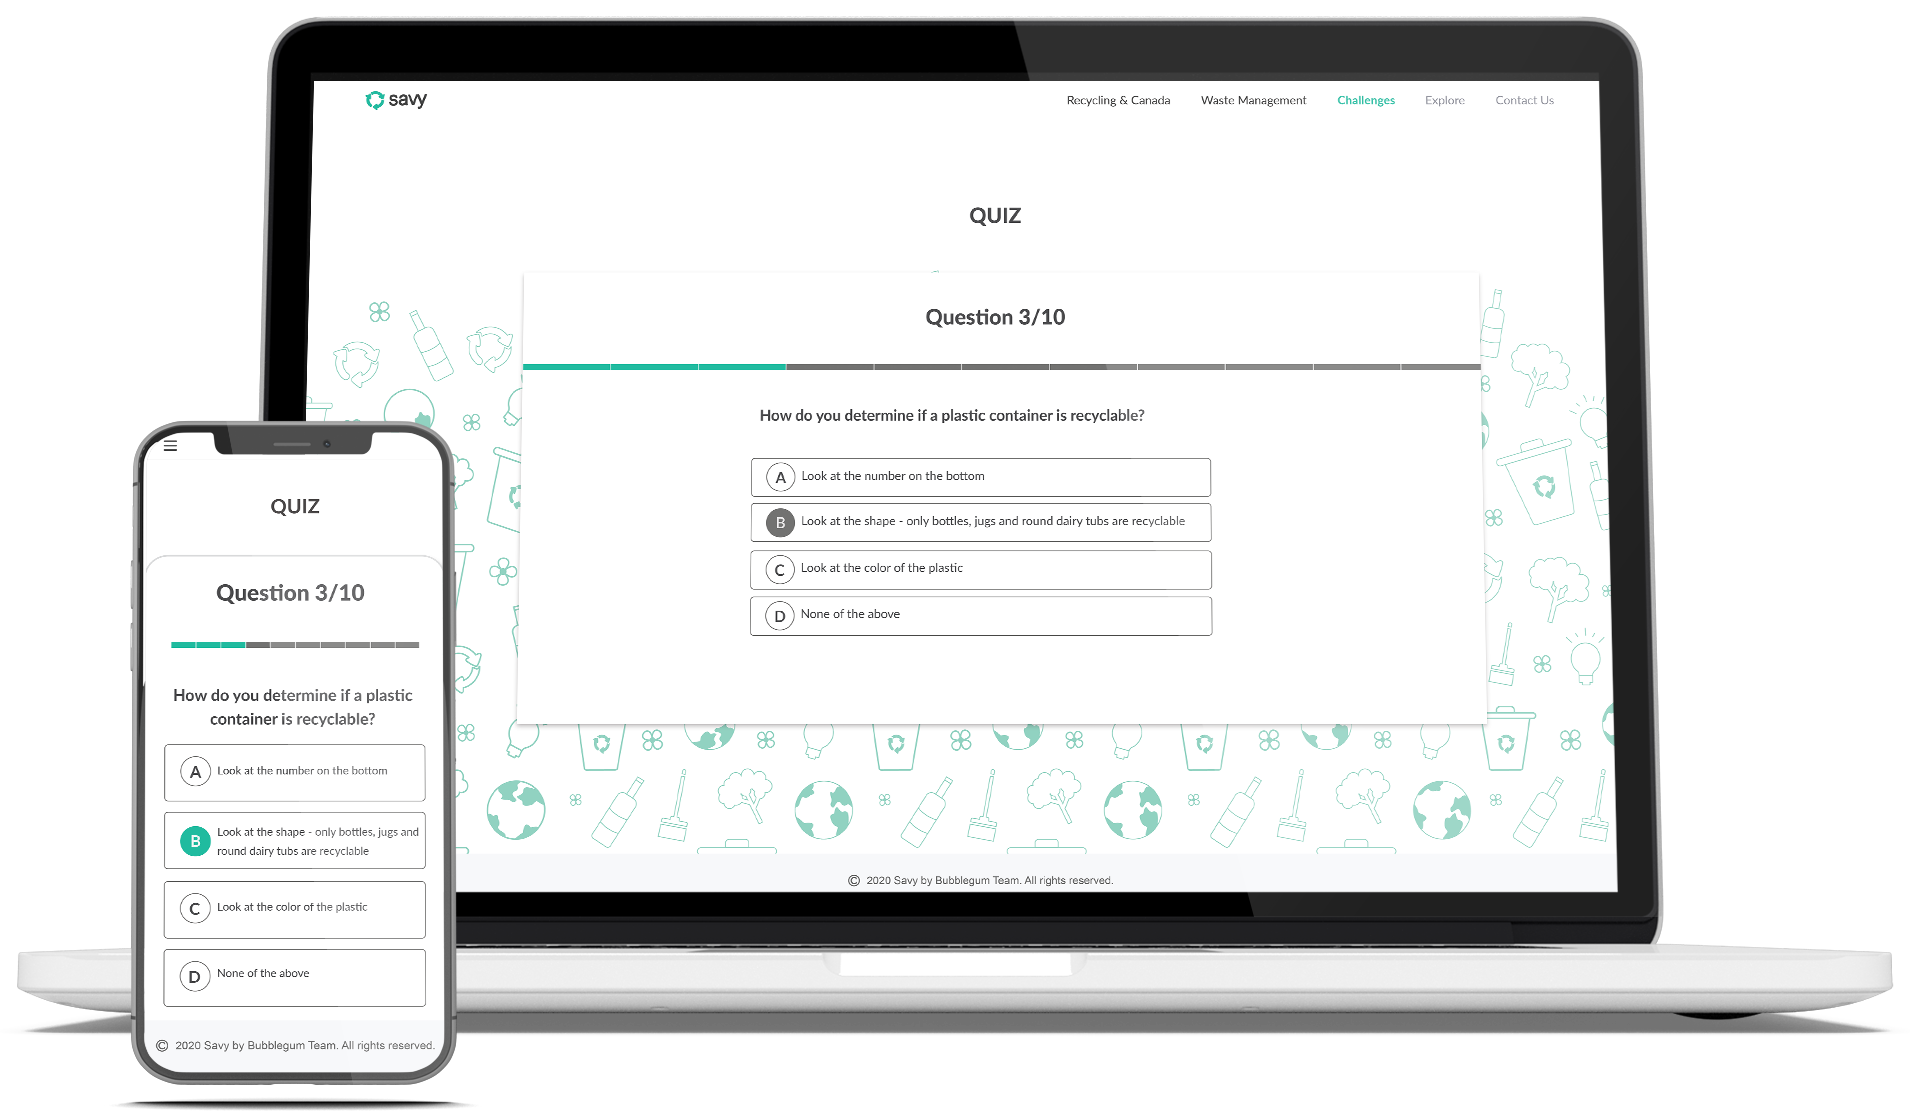 savy
Recycling & Canada
Waste Management
Challenges
Explore
Contact Us
QUIZ
Question 3/10
How do you determine if a plastic container is recyclable?
A Look at the number on the bottom
B Look at the shape - only bottles, jugs and round dairy tubs are recyclable
C Look at the color of the plastic
D None of the above
© 2020 Savy by Bubblegum Team. All rights reserved.
QUIZ
Question 3/10
How do you determine if a plastic
container is recyclable?
A Look at the number on the bottom
B Look at the shape - only bottles, jugs and
round dairy tubs are recyclable
C Look at the color of the plastic
D None of the above
© 2020 Savy by Bubblegum Team. All rights reserved.